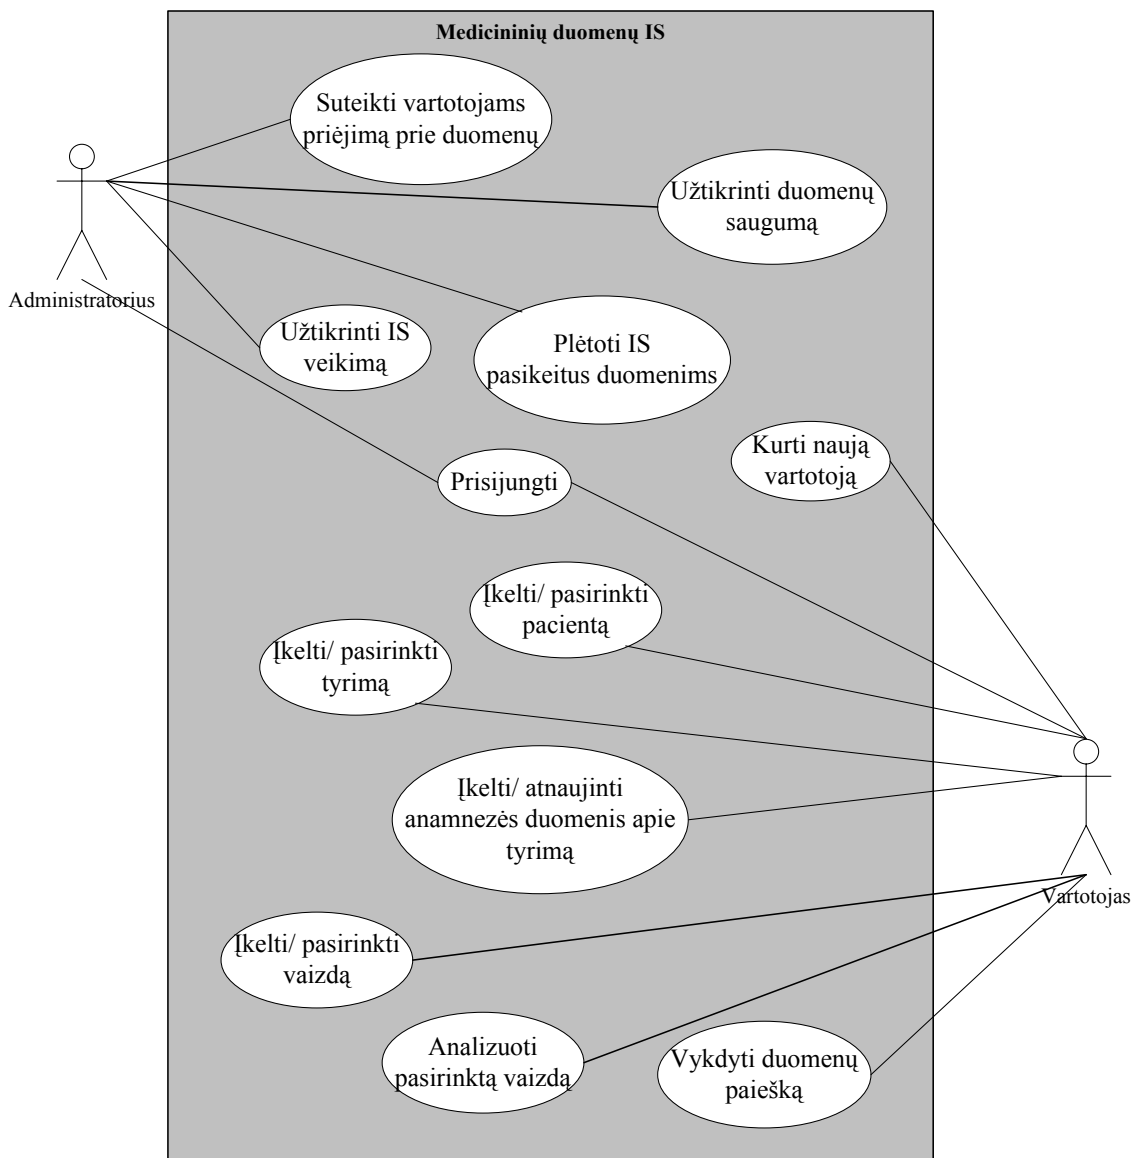 Medicininių duomenų IS
Suteikti vartotojams
priėjimą prie duomenų
Užtikrinti duomenų
saugumą
Administratorius
Užtikrinti IS
veikimą
Plėtoti IS
pasikeitus duomenims
Kurti naują
vartotoją
Prisijungti
Įkelti/ pasirinkti
pacientą
Įkelti/ pasirinkti
tyrimą
Įkelti/ atnaujinti
anamnezės duomenis apie
tyrimą
Vartotojas
Įkelti/ pasirinkti
vaizdą
Analizuoti
pasirinktą vaizdą
Vykdyti duomenų
paiešką